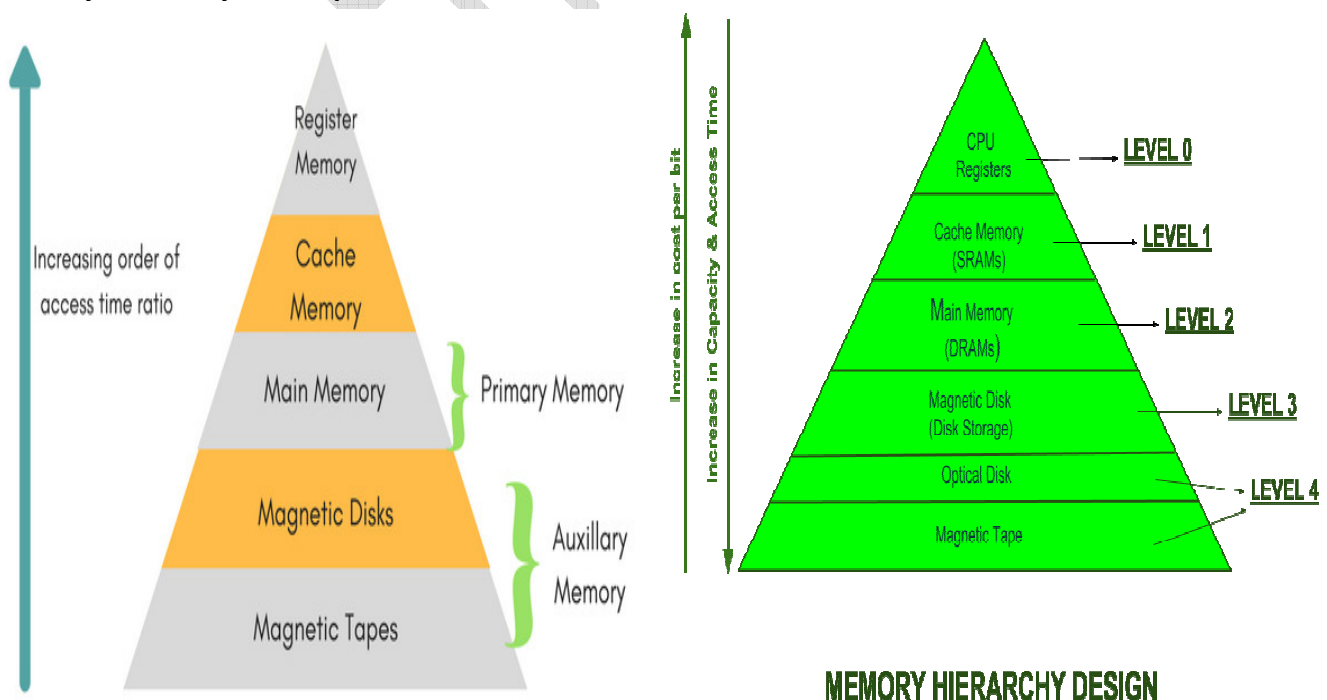 Register
Memory
Cache
Memory
Increasing order of
access time ratio
Main Memory
Primary Memory
Magnetic Disks
Auxillary
Memory
Magnetic Tapes
Increase in cost per bit
Increase in Capacity & Access Time
CPU
Registers
LEVEL 0
Cache Memory
(SRAMs)
LEVEL 1
Main Memory
(DRAMs)
LEVEL 2
Magnetic Disk
(Disk Storage)
LEVEL 3
Optical Disk
LEVEL 4
Magnetic Tape
MEMORY HIERARCHY DESIGN